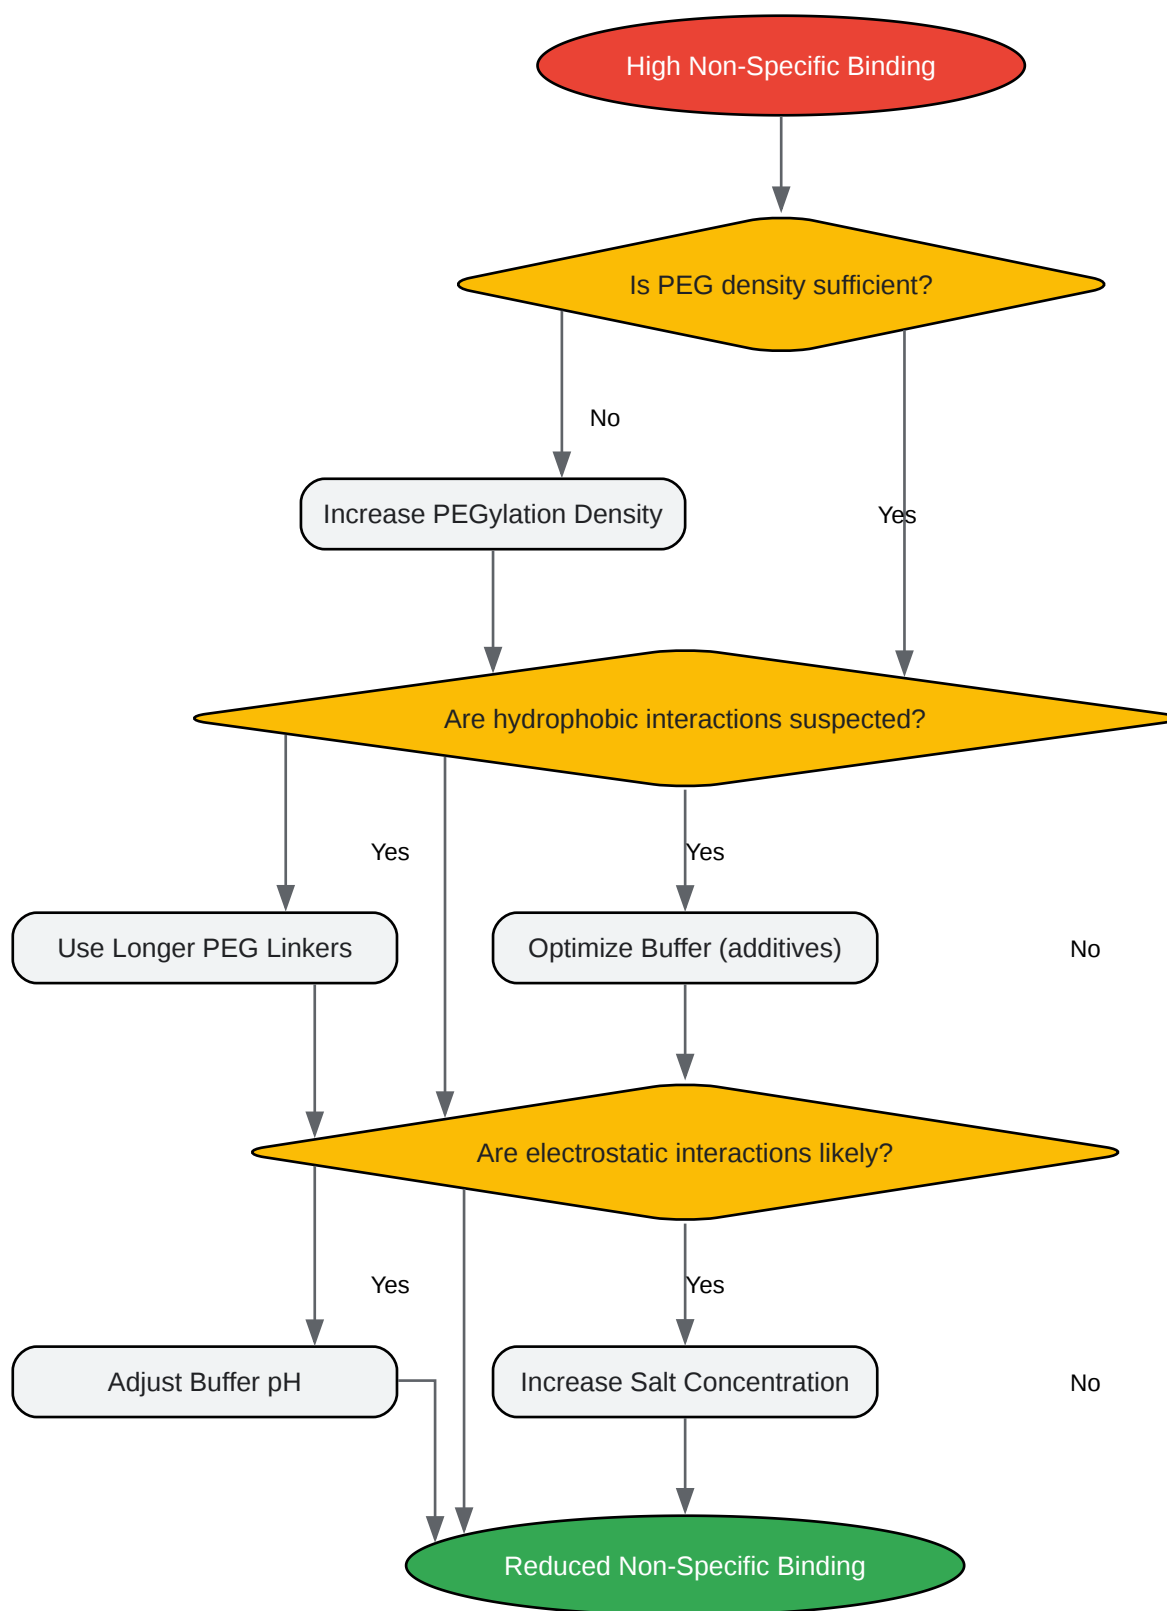 High Non-Specific Binding
Is PEG density sufficient?
No
Increase PEGylation Density
Yes
Are hydrophobic interactions suspected?
Yes
Yes
Use Longer PEG Linkers
Optimize Buffer (additives)
No
Are electrostatic interactions likely?
Yes
Yes
Adjust Buffer pH
Increase Salt Concentration
No
Reduced Non-Specific Binding